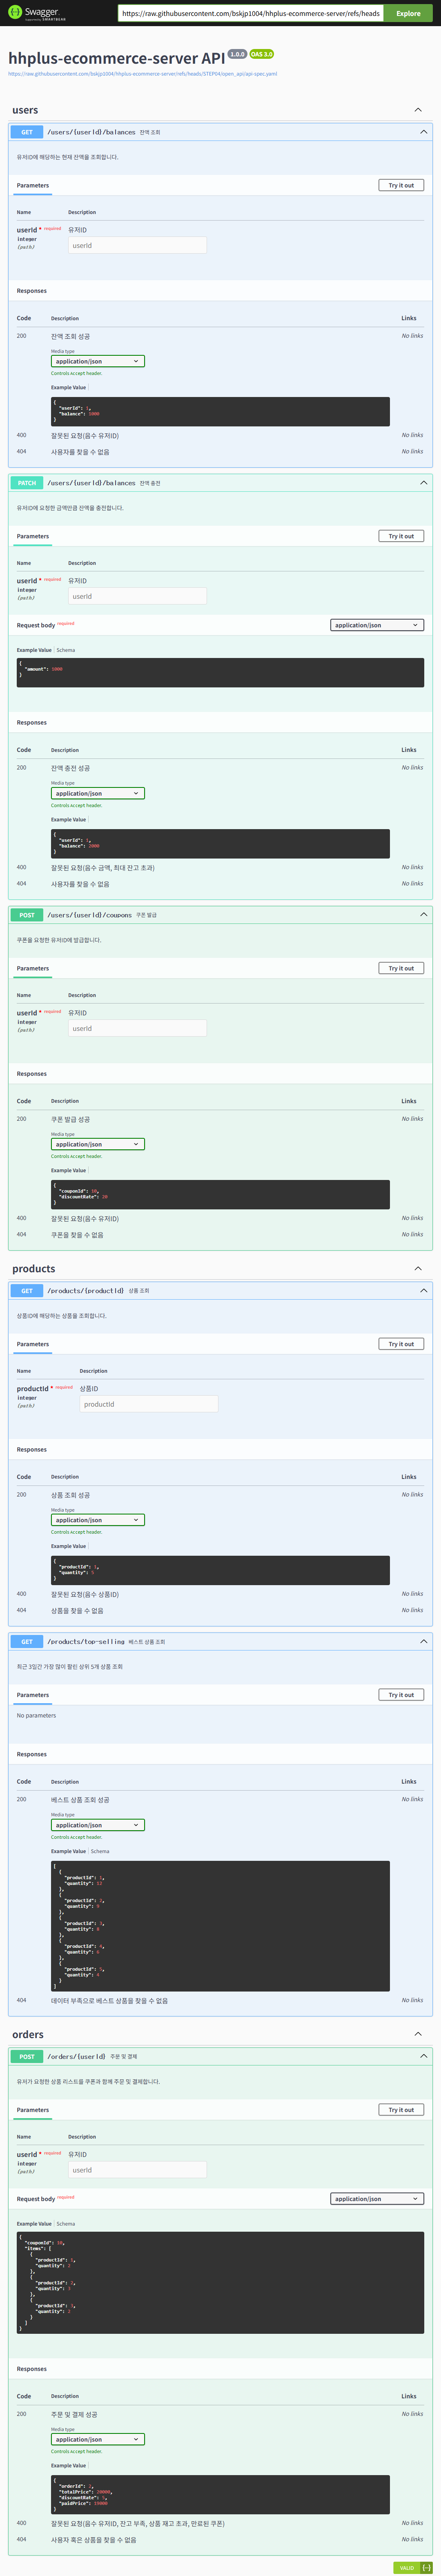 Swagger
Supported by SMARTBEAR
https://raw.githubusercontent.com/bskjp1004/hhplus-ecommerce-server/refs/heads
Explore
hhplus-ecommerce-server API 1.0.0 OAS 3.0
https://raw.githubusercontent.com/bskjp1004/hhplus-ecommerce-server/refs/heads/STEP04/open_api/api-spec.yaml
users
GET /users/{userId}/balances 잔액 조회
유저ID에 해당하는 현재 잔액을 조회합니다.
Parameters Try it out
Name Description
userId * required 유저ID
integer
(path)
userId
Responses
Code Description Links
200 잔액 조회 성공 No links
Media type
application/json
Controls Accept header.
Example Value
{
"userId": 1,
"balance": 1000
}
400 잘못된 요청(음수 유저ID) No links
404 사용자를 찾을 수 없음 No links
PATCH /users/{userId}/balances 잔액 충전
유저ID에 요청한 금액만큼 잔액을 충전합니다.
Parameters Try it out
Name Description
userId * required 유저ID
integer
(path)
userId
Request body required application/json
Example Value Schema
{
"amount": 1000
}
Responses
Code Description Links
200 잔액 충전 성공 No links
Media type
application/json
Controls Accept header.
Example Value
{
"userId": 1,
"balance":
}
400 잘못된 요청(음수 금액, 최대 잔고 초과) No links
404 사용자를 찾을 수 없음 No links
POST /users/{userId}/coupons 쿠폰 발급
쿠폰을 요청한 유저ID에 발급합니다.
Parameters Try it out
Name Description
userId * required 유저ID
integer
(path)
userId
Responses
Code Description Links
200 쿠폰 발급 성공 No links
Media type
application/json
Controls Accept header.
Example Value
{
"couponId": 10,
"discountRate":
}
400 잘못된 요청(음수 유저ID) No links
404 쿠폰을 찾을 수 없음 No links
products
GET /products/{productId} 상품 조회
상품ID에 해당하는 상품을 조회합니다.
Parameters Try it out
Name Description
productId * required 상품ID
integer
(path)
productId
Responses
Code Description Links
200 상품 조회 성공 No links
Media type
application/json
Controls Accept header.
Example Value
{
"productId": 1,
"quantity": 5
}
400 잘못된 요청(음수 상품ID) No links
404 상품을 찾을 수 없음 No links
GET /products/top-selling 베스트 상품 조회
최근 3일간 가장 많이 팔린 상위 5개 상품 조회
Parameters Try it out
No parameters
Responses
Code Description Links
200 베스트 상품 조회 성공 No links
Media type
application/json
Controls Accept header.
Example Value Schema
[
{
"productId": 1,
"quantity": 12
},
{
"productId": 2,
"quantity": 9
},
{
"productId": 3,
"quantity": 8
},
{
"productId": 4,
"quantity": 6
},
{
"productId": 5,
"quantity": 4
}
]
404 데이터 부족으로 베스트 상품을 찾을 수 없음 No links
orders
POST /orders/{userId} 주문 및 결제
유저가 요청한 상품 리스트를 쿠폰과 함께 주문 및 결제합니다.
Parameters Try it out
Name Description
userId * required 유저ID
integer
(path)
userId
Request body required application/json
Example Value Schema
{
"couponId": 10,
"items": [
{
"productId": 1,
"quantity":
},
{
"productId": 2,
"quantity":
},
{
"productId": 3,
"quantity":
}
]
}
Responses
Code Description Links
200 주문 및 결제 성공 No links
Media type
application/json
Controls Accept header.
Example Value
{
"orderId": 1,
"totalPrice":
"discountRate": 5,
"paidPrice":
}
400 잘못된 요청(음수 유저ID, 잔고 부족, 상품 재고 초과, 만료된 쿠폰) No links
404 사용자 혹은 상품을 찾을 수 없음 No links
VALID {-}